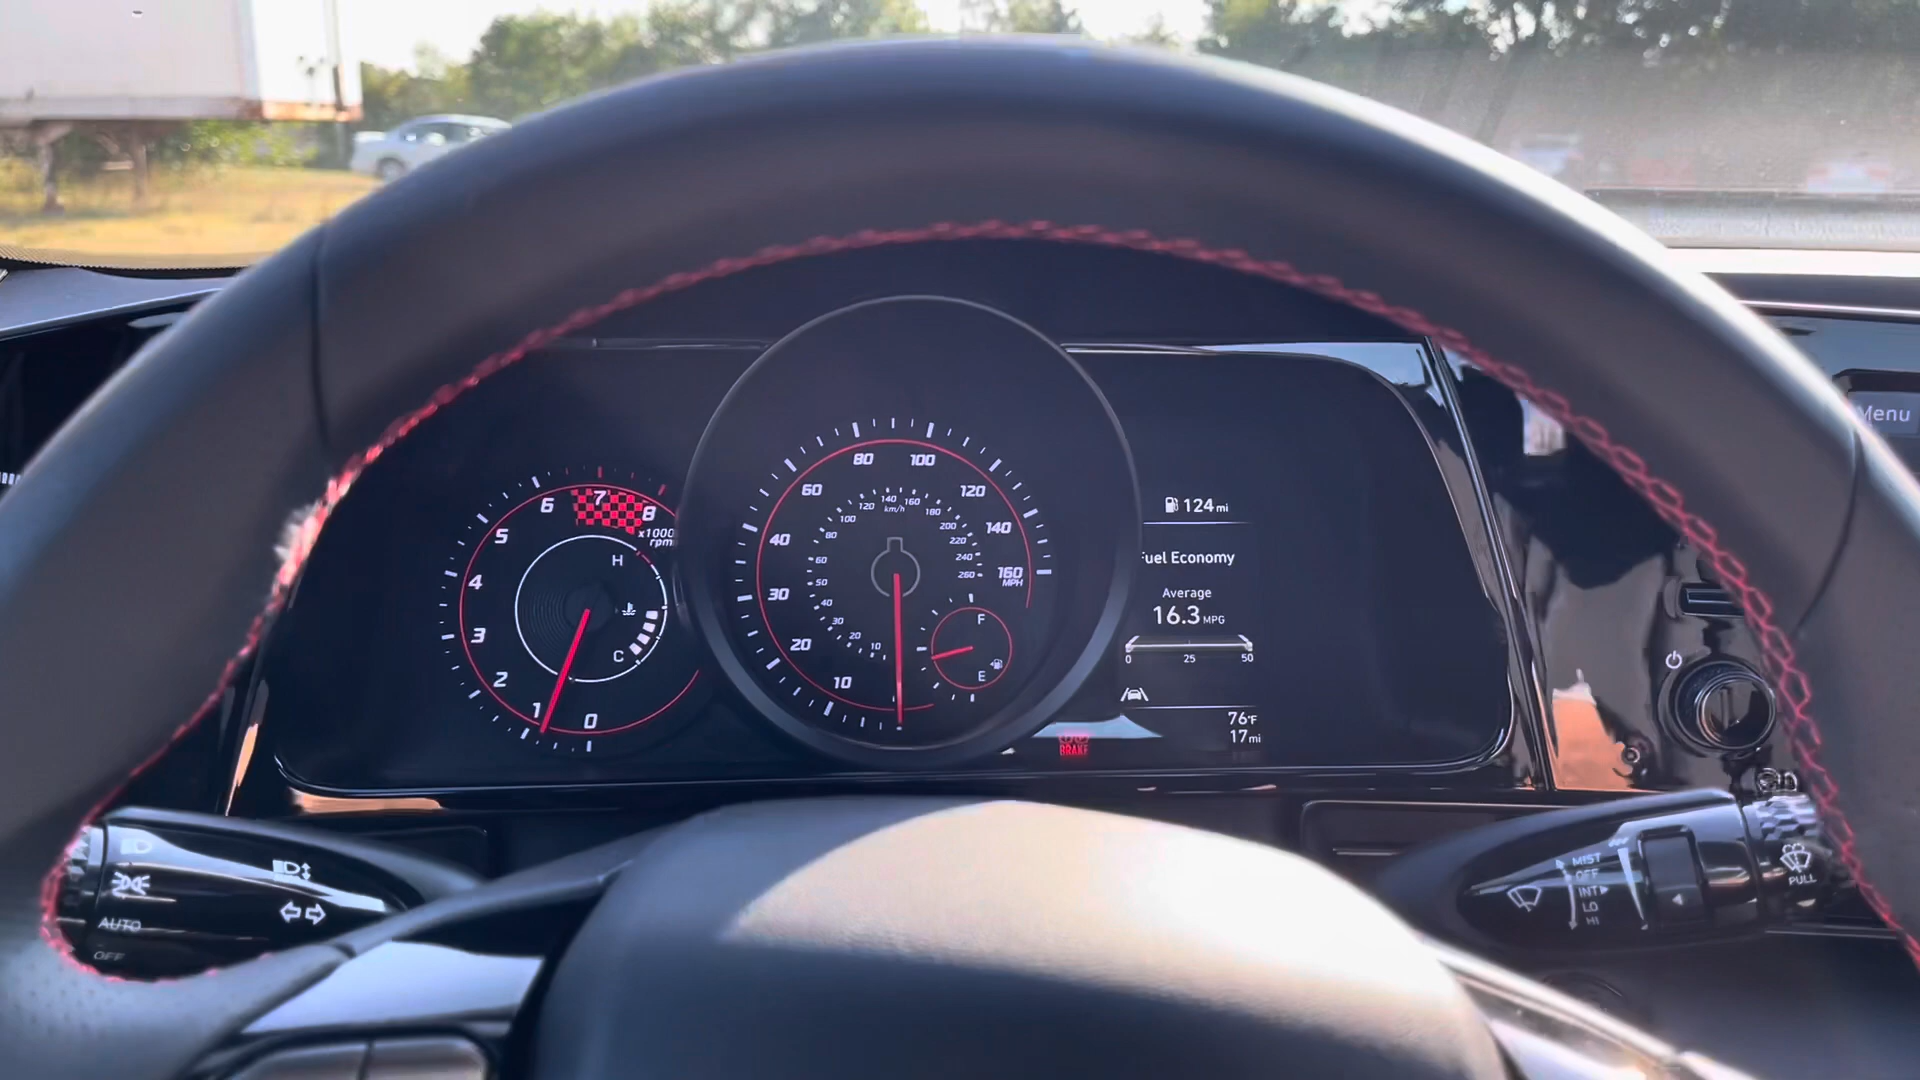 Menu
0
1
2
3
4
5
6
7
8
x1000
rpm
H
C
10
20
30
40
60
80
100
120
140
160
MPH
10
20
30
40
50
60
80
100
120
140
160
180
200
220
240
260
km/h
F
E
124 mi
Fuel Economy
Average
16.3 MPG
0 25 50
76°F
17 mi
BRAKE
AUTO
OFF
MIST
OFF
INT
LO
HI
PULL